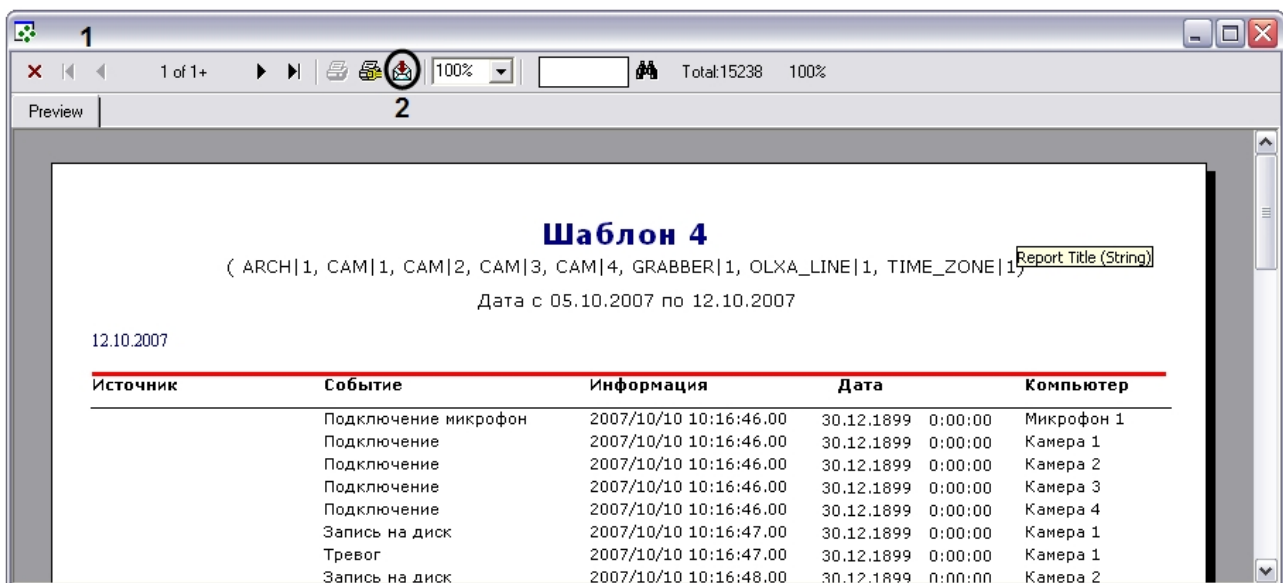 1
1 of 1+ 100% Total:15238 100%
2
Preview
Шаблон 4
( ARCH|1, CAM|1, CAM|2, CAM|3, CAM|4, GRABBER|1, OLXA_LINE|1, TIME_ZONE|1)
Report Title (String)
Дата с 05.10.2007 по 12.10.2007
12.10.2007
Источник Событие Информация Дата Компьютер
Подключение микрофон 2007/10/10 10:16:46.00 30.12.1899 0:00:00 Микрофон 1
Подключение 2007/10/10 10:16:46.00 30.12.1899 0:00:00 Камера 1
Подключение 2007/10/10 10:16:46.00 30.12.1899 0:00:00 Камера 2
Подключение 2007/10/10 10:16:46.00 30.12.1899 0:00:00 Камера 3
Подключение 2007/10/10 10:16:46.00 30.12.1899 0:00:00 Камера 4
Запись на диск 2007/10/10 10:16:47.00 30.12.1899 0:00:00 Камера 1
Тревог 2007/10/10 10:16:47.00 30.12.1899 0:00:00 Камера 1
Запись на диск 2007/10/10 10:16:48.00 30.12.1899 0:00:00 Камера 2